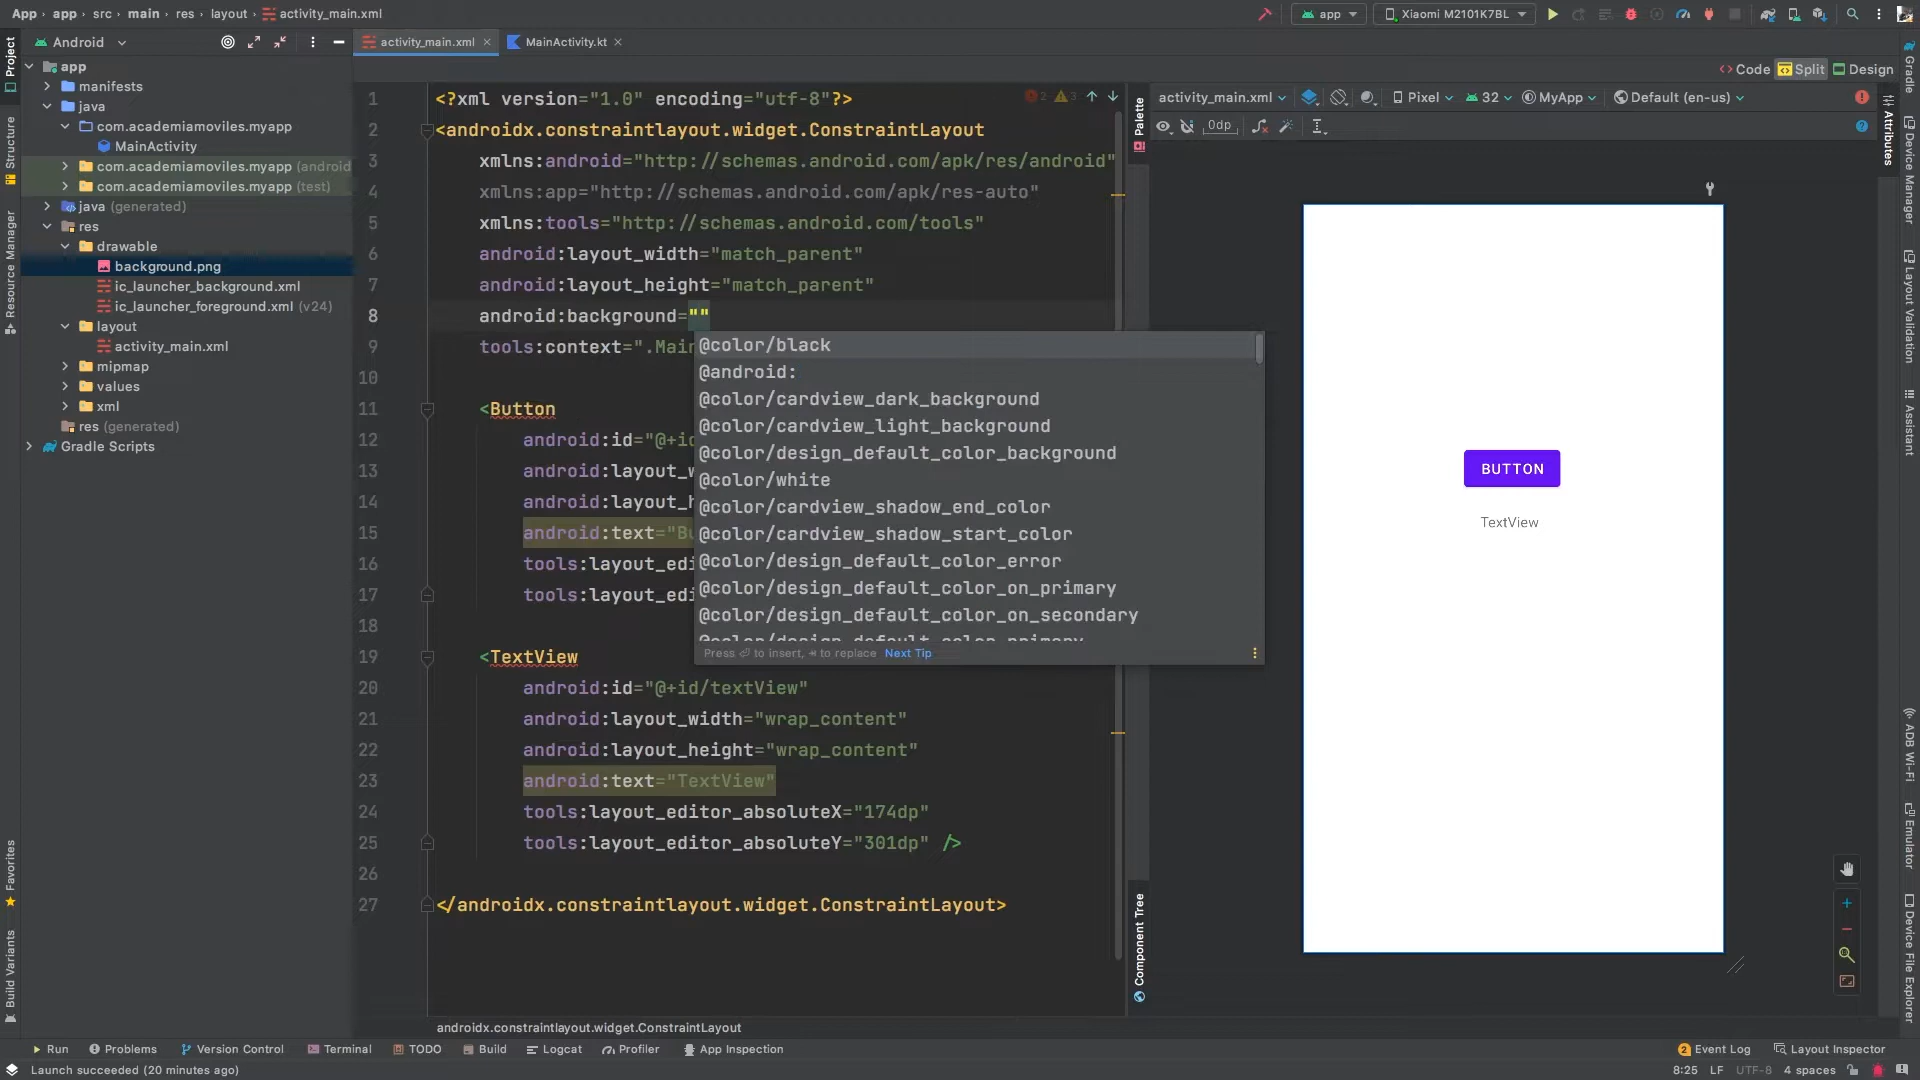 App › app › src › main › res › layout › activity_main.xml
app
Xiaomi M2101K7BL
Android
activity_main.xml
MainActivity.kt
Project
Structure
Resource Manager
Favorites
Build Variants
app
manifests
java
com.academiamoviles.myapp
MainActivity
com.academiamoviles.myapp (android
com.academiamoviles.myapp (test)
java (generated)
res
drawable
background.png
ic_launcher_background.xml
ic_launcher_foreground.xml (v24)
layout
activity_main.xml
mipmap
values
xml
res (generated)
Gradle Scripts
1 <?xml version="1.0" encoding="utf-8"?>
2 <androidx.constraintlayout.widget.ConstraintLayout
3 xmlns:android="http://schemas.android.com/apk/res/android"
4 xmlns:app="http://schemas.android.com/apk/res-auto"
5 xmlns:tools="http://schemas.android.com/tools"
6 android:layout_width="match_parent"
7 android:layout_height="match_parent"
8 android:background=""
9 tools:context=".Mai
10
11 <Button
12 android:id="@+id
13 android:layout_w
14 android:layout_h
15 android:text="Bu
16 tools:layout_edi
17 tools:layout_edi
18
19 <TextView
20 android:id="@+id/textView"
21 android:layout_width="wrap_content"
22 android:layout_height="wrap_content"
23 android:text="TextView"
24 tools:layout_editor_absoluteX="174dp"
25 tools:layout_editor_absoluteY="301dp" />
26
27 </androidx.constraintlayout.widget.ConstraintLayout>
2 3
@color/black
@android:
@color/cardview_dark_background
@color/cardview_light_background
@color/design_default_color_background
@color/white
@color/cardview_shadow_end_color
@color/cardview_shadow_start_color
@color/design_default_color_error
@color/design_default_color_on_primary
@color/design_default_color_on_secondary
@color/design_default_color_primary
Press ⏎ to insert, ⇥ to replace Next Tip
androidx.constraintlayout.widget.ConstraintLayout
Code Split Design
Palette
Component Tree
activity_main.xml
Pixel
32
MyApp
Default (en-us)
0dp
BUTTON
TextView
Attributes
Gradle
Device Manager
Layout Validation
Assistant
ADB Wi-Fi
Emulator
Device File Explorer
Run Problems Version Control Terminal TODO Build Logcat Profiler App Inspection
2 Event Log Layout Inspector
Launch succeeded (20 minutes ago)
8:25 LF UTF-8 4 spaces